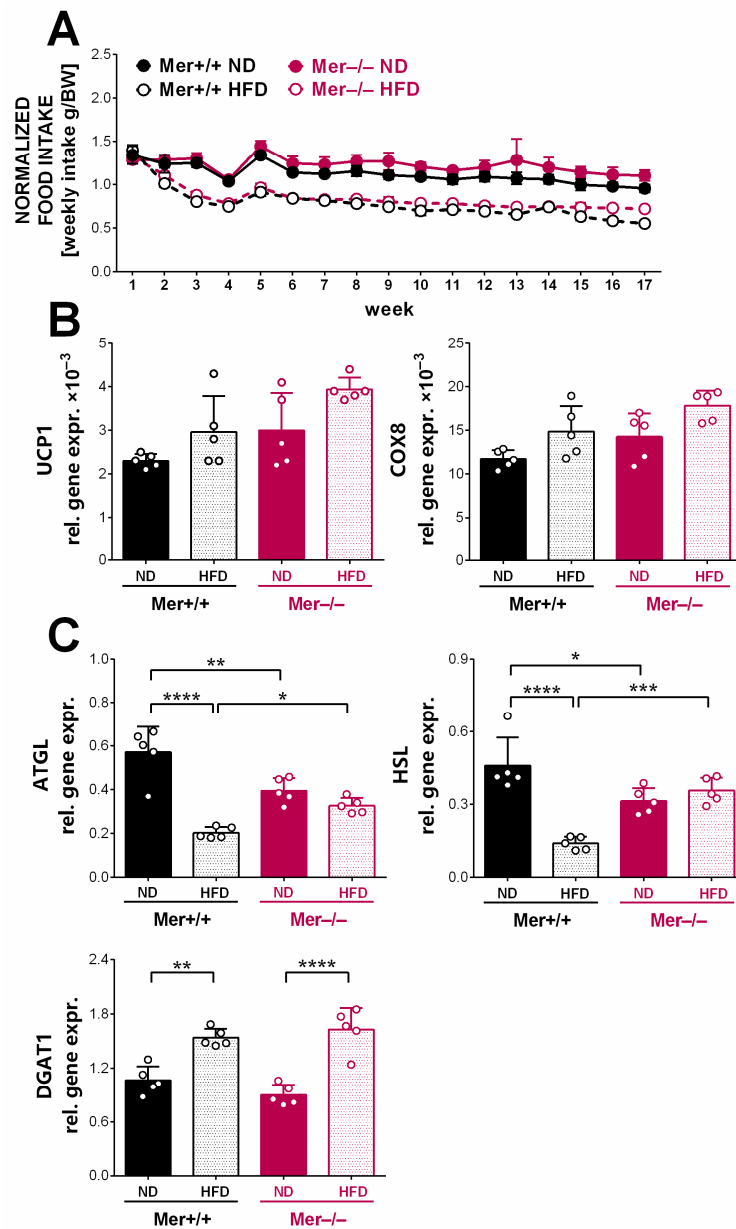 A
NORMALIZED
FOOD INTAKE
[weekly intake g/BW]
2.5
2.0
1.5
1.0
0.5
0.0
Mer+/+ ND
Mer−/− ND
Mer+/+ HFD
Mer−/− HFD
1 2 3 4 5 6 7 8 9 10 11 12 13 14 15 16 17
week
B
UCP1
rel. gene expr. ×10⁻³
5
4
3
2
1
0
ND HFD ND HFD
Mer+/+ Mer−/−
COX8
rel. gene expr. ×10⁻³
25
20
15
10
5
0
ND HFD ND HFD
Mer+/+ Mer−/−
C
ATGL
rel. gene expr.
1.0
0.8
0.6
0.4
0.2
0.0
**
**** *
ND HFD ND HFD
Mer+/+ Mer−/−
HSL
rel. gene expr.
0.9
0.6
0.3
0.0
*
**** ***
ND HFD ND HFD
Mer+/+ Mer−/−
DGAT1
rel. gene expr.
2.4
1.8
1.2
0.6
0.0
** ****
ND HFD ND HFD
Mer+/+ Mer−/−